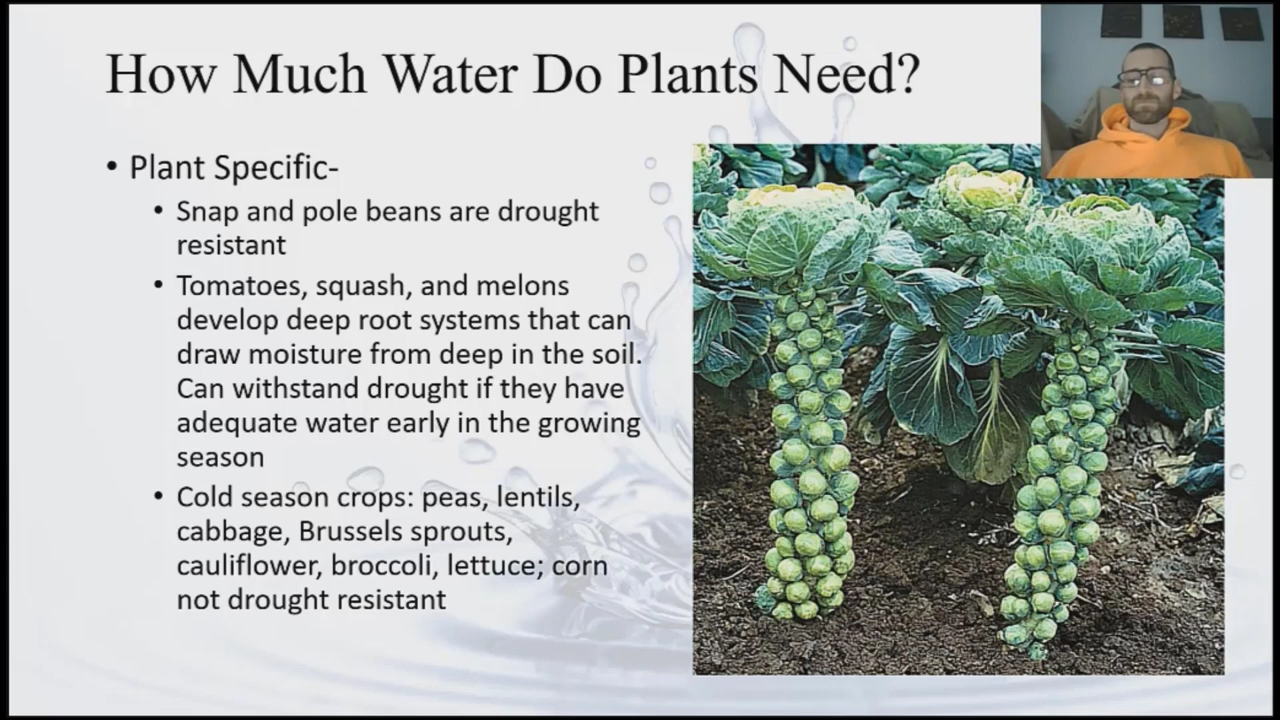 How Much Water Do Plants Need?
• Plant Specific-
• Snap and pole beans are drought
resistant
• Tomatoes, squash, and melons
develop deep root systems that can
draw moisture from deep in the soil.
Can withstand drought if they have
adequate water early in the growing
season
• Cold season crops: peas, lentils,
cabbage, Brussels sprouts,
cauliflower, broccoli, lettuce; corn
not drought resistant